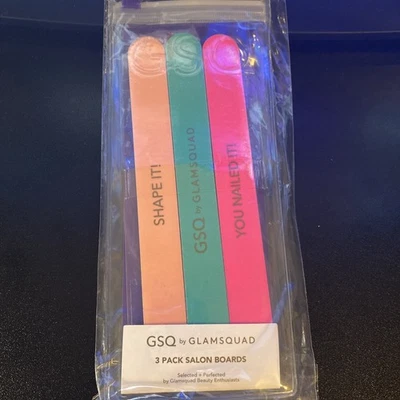 SHAPE IT!
GSQ by GLAMSQUAD
YOU NAILED IT!
GSQ by GLAMSQUAD
3 PACK SALON BOARDS
Selected + Perfected
by Glamsquad Beauty Enthusiasts